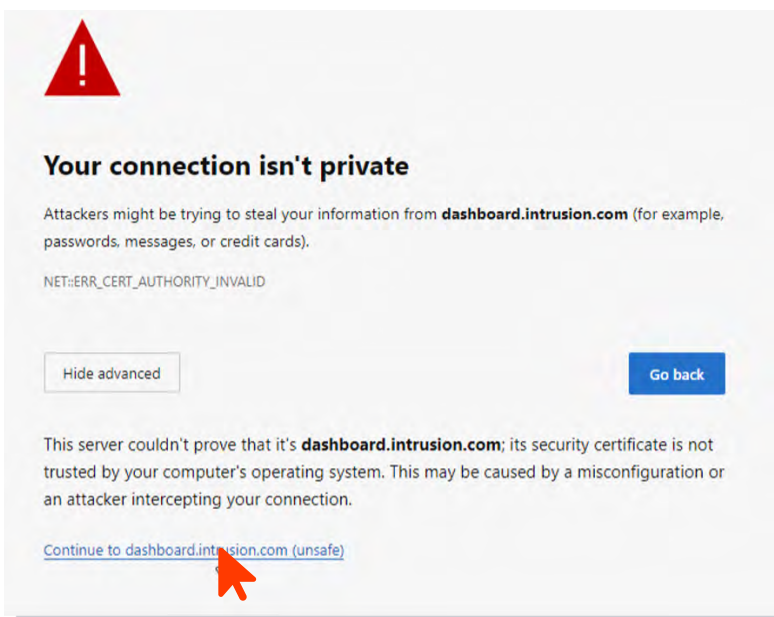 !
Your connection isn't private
Attackers might be trying to steal your information from dashboard.intrusion.com (for example,
passwords, messages, or credit cards).
NET::ERR_CERT_AUTHORITY_INVALID
Hide advanced
Go back
This server couldn't prove that it's dashboard.intrusion.com; its security certificate is not
trusted by your computer's operating system. This may be caused by a misconfiguration or
an attacker intercepting your connection.
Continue to dashboard.intrusion.com (unsafe)